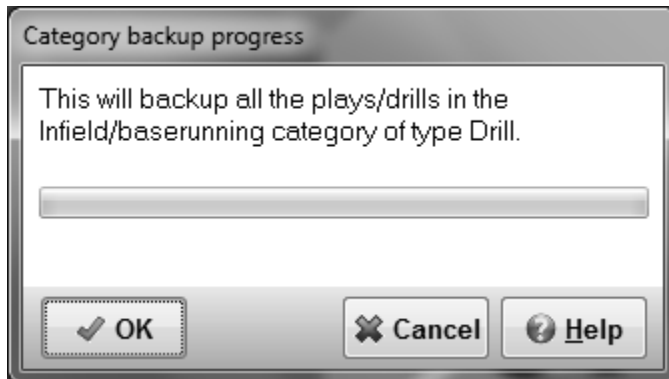 Category backup progress
This will backup all the plays/drills in the
Infield/baserunning category of type Drill.
OK Cancel Help